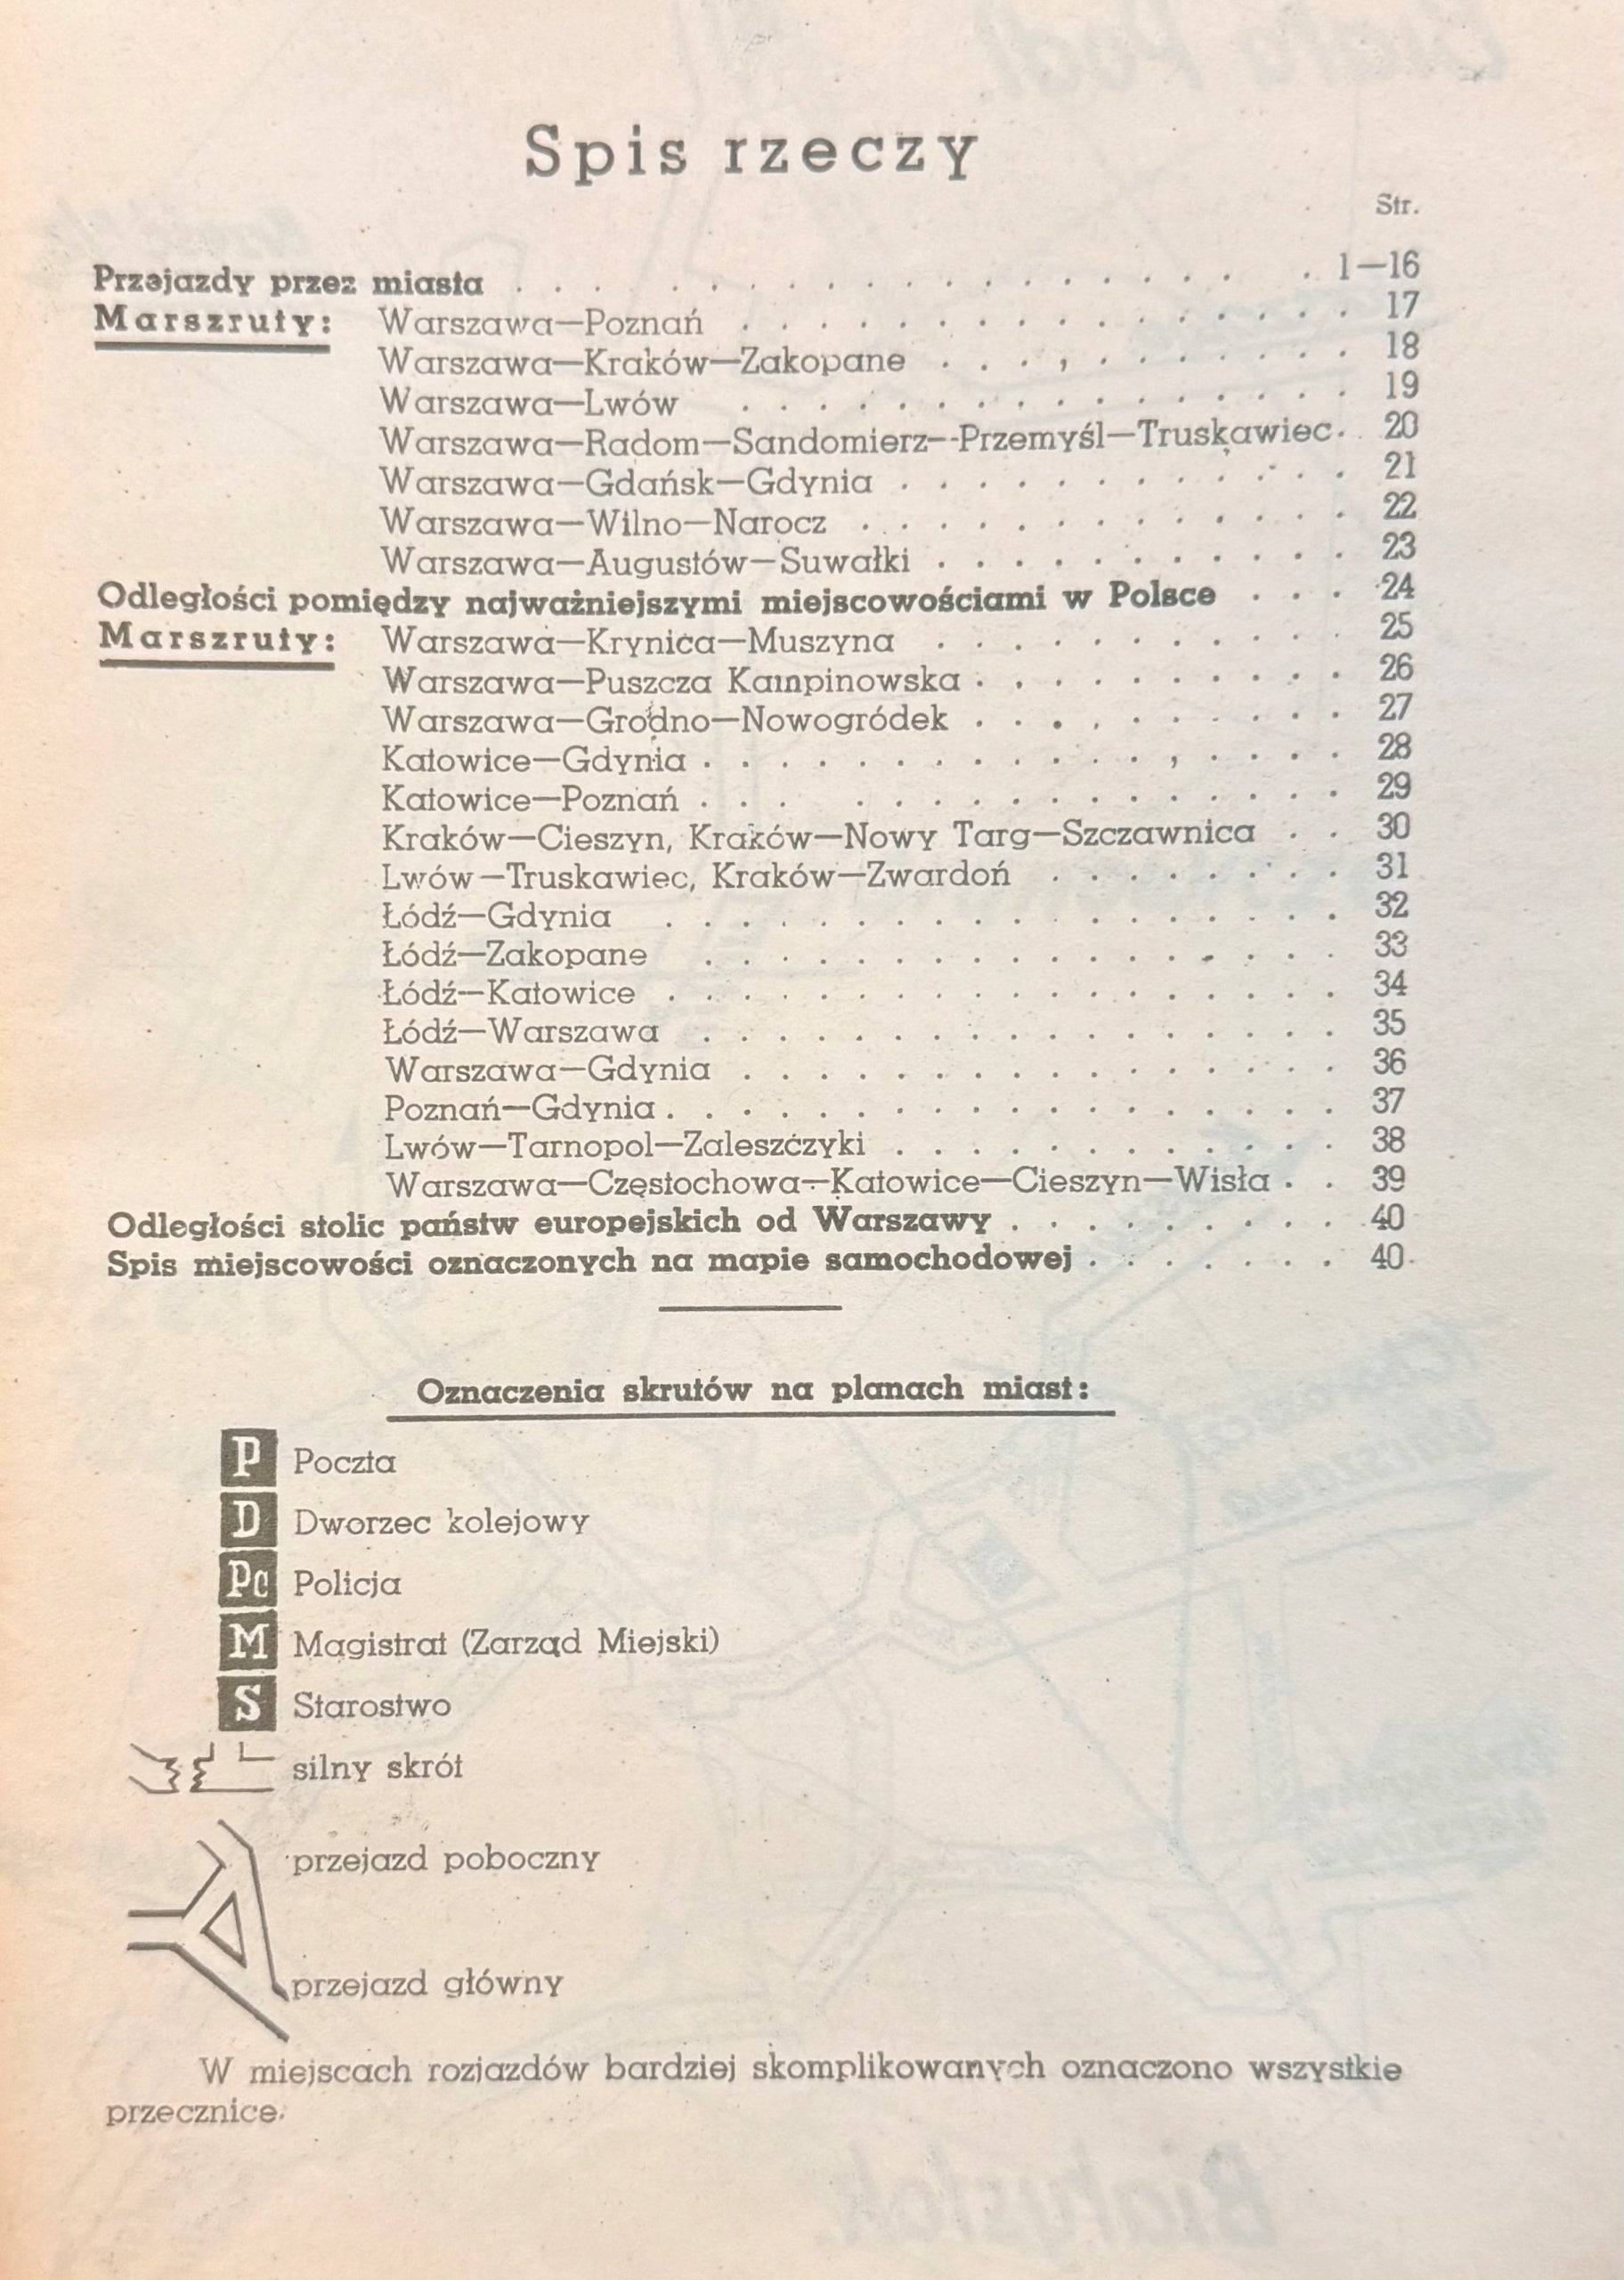 Spis rzeczy
Str.
Przejazdy przez miasta . . . . . . . . . . . . . . . . . . . . 1—16
Marszruty: Warszawa—Poznań . . . . . . . . . . . . . . . . 17
Warszawa—Kraków—Zakopane . . . . . . . . . . . 18
Warszawa—Lwów . . . . . . . . . . . . . . . . 19
Warszawa—Radom—Sandomierz—Przemyśl—Truskawiec . . 20
Warszawa—Gdańsk—Gdynia . . . . . . . . . . . . 21
Warszawa—Wilno—Narocz . . . . . . . . . . . . . 22
Warszawa—Augustów—Suwałki . . . . . . . . . . . 23
Odległości pomiędzy najważniejszymi miejscowościami w Polsce . . . 24
Marszruty: Warszawa—Krynica—Muszyna . . . . . . . . . . . 25
Warszawa—Puszcza Kampinowska . . . . . . . . . . 26
Warszawa—Grodno—Nowogródek . . . . . . . . . . 27
Katowice—Gdynia . . . . . . . . . . . . . . . . . 28
Katowice—Poznań . . . . . . . . . . . . . . . . 29
Kraków—Cieszyn, Kraków—Nowy Targ—Szczawnica . . 30
Lwów—Truskawiec, Kraków—Zwardoń . . . . . . . . 31
Łódź—Gdynia . . . . . . . . . . . . . . . . . . 32
Łódź—Zakopane . . . . . . . . . . . . . . . . . 33
Łódź—Katowice . . . . . . . . . . . . . . . . . . 34
Łódź—Warszawa . . . . . . . . . . . . . . . . . 35
Warszawa—Gdynia . . . . . . . . . . . . . . . . 36
Poznań—Gdynia . . . . . . . . . . . . . . . . . . 37
Lwów—Tarnopol—Zaleszczyki . . . . . . . . . . . . 38
Warszawa—Częstochowa—Katowice—Cieszyn—Wisła . . 39
Odległości stolic państw europejskich od Warszawy . . . . . . . . . 40
Spis miejscowości oznaczonych na mapie samochodowej . . . . . . . 40
Oznaczenia skrutów na planach miast:
P Poczta
D Dworzec kolejowy
Pc Policja
M Magistrat (Zarząd Miejski)
S Starostwo
silny skrót
przejazd poboczny
przejazd główny
W miejscach rozjazdów bardziej skomplikowanych oznaczono wszystkie
przecznice.
Białystok